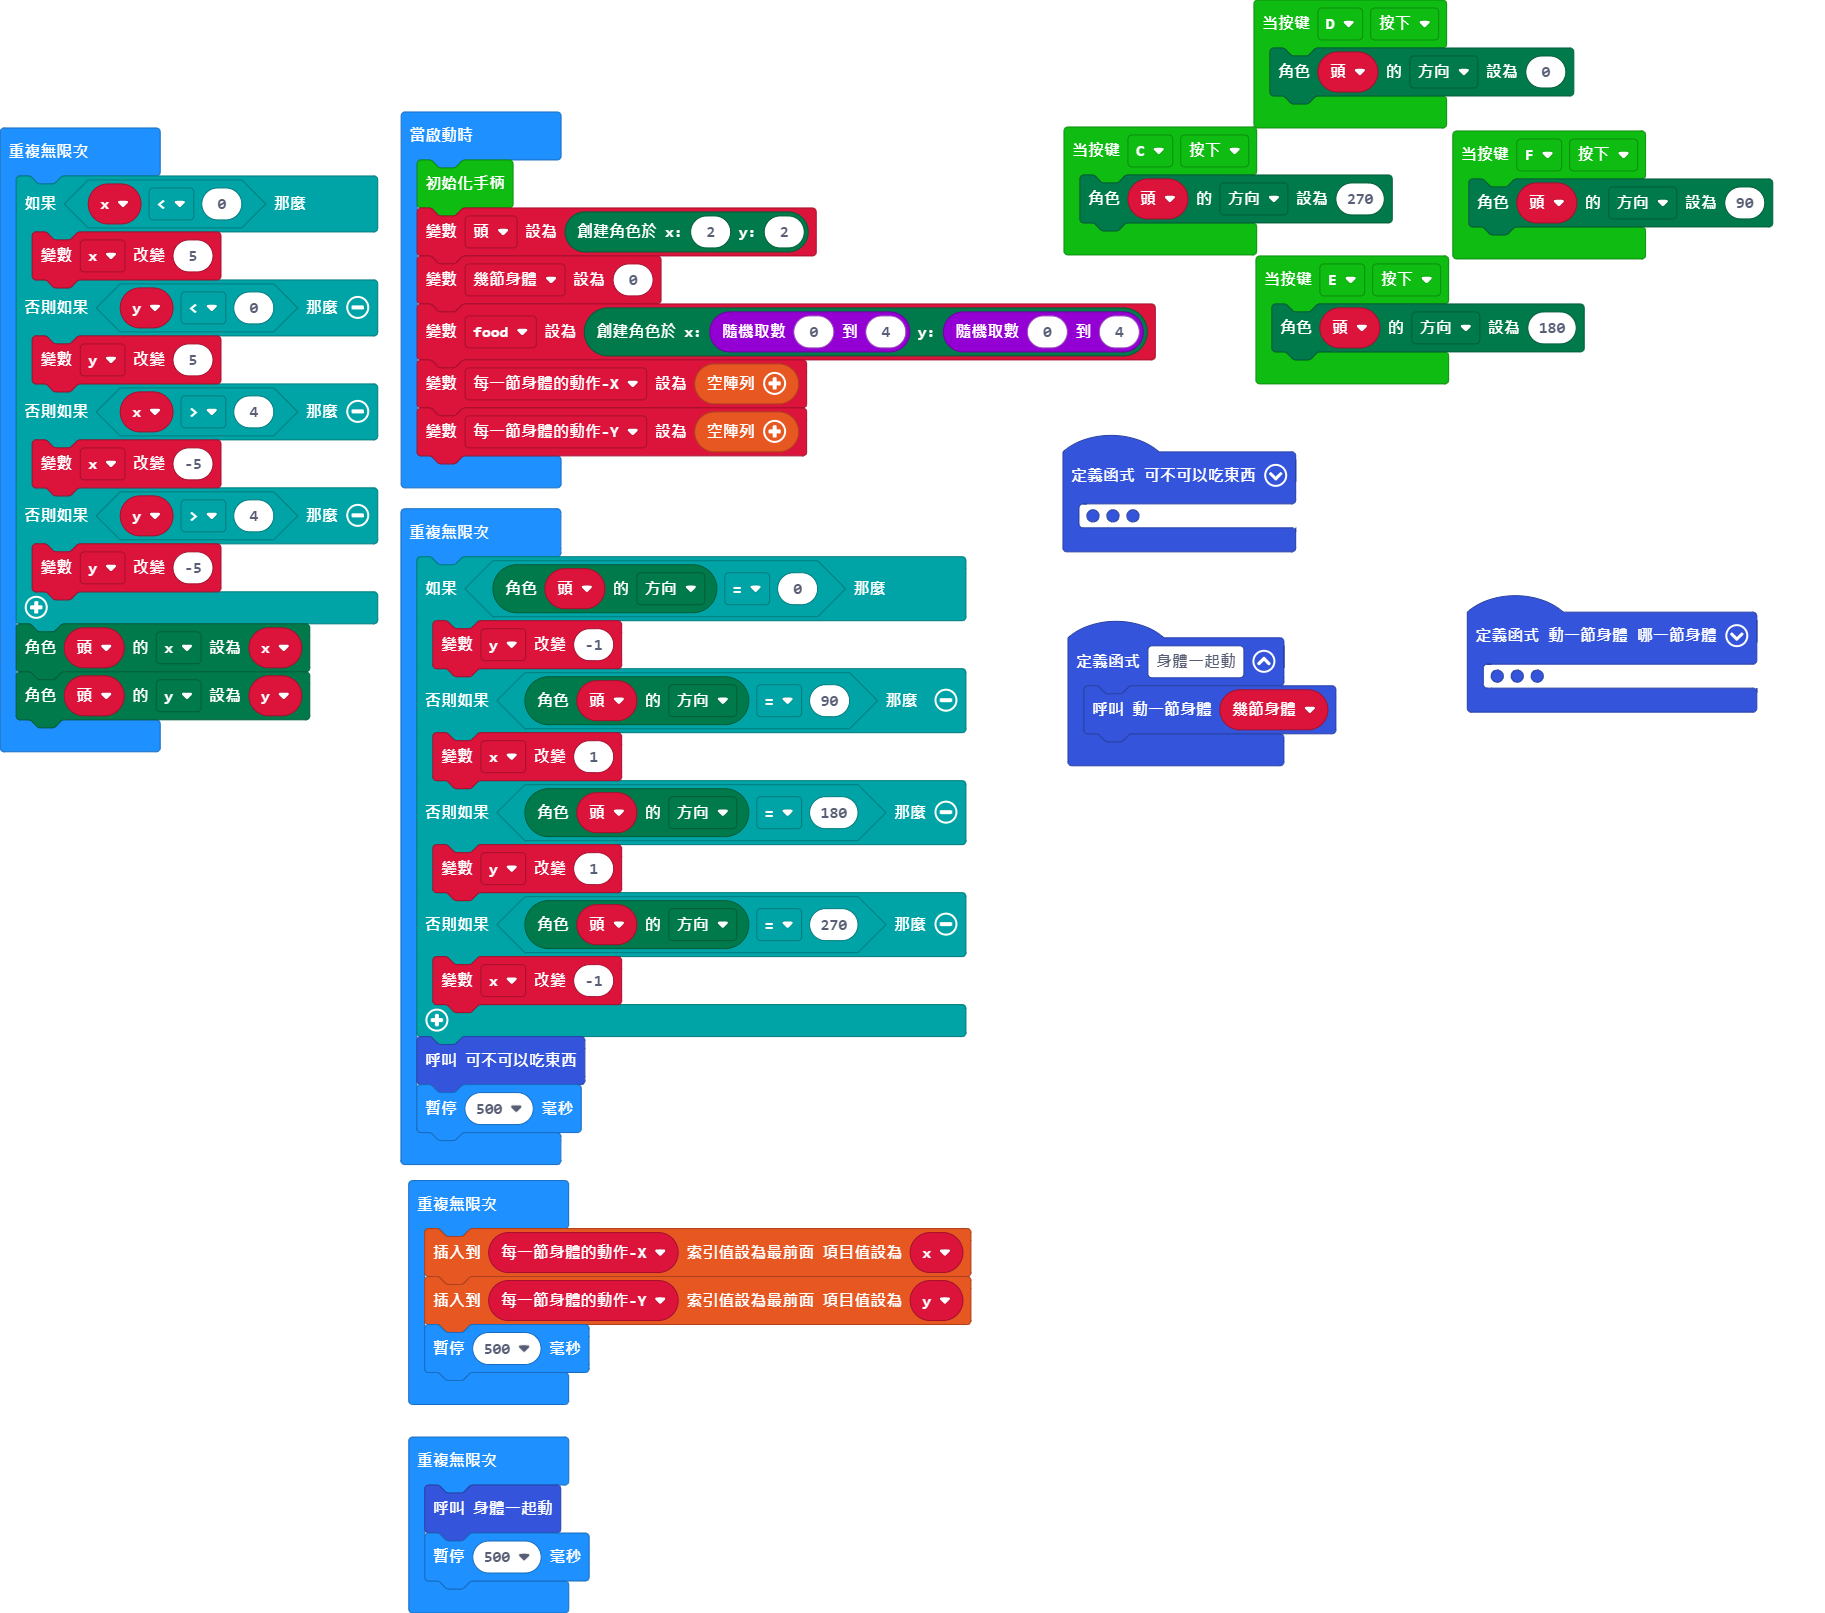 重複無限次
如果 x < 0 那麼
變數 x 改變 5
否則如果 y < 0 那麼
變數 y 改變 5
否則如果 x > 4 那麼
變數 x 改變 -5
否則如果 y > 4 那麼
變數 y 改變 -5
角色 頭 的 x 設為 x
角色 頭 的 y 設為 y
當啟動時
初始化手柄
變數 頭 設為 創建角色於 x: 2 y: 2
變數 幾節身體 設為 0
變數 food 設為 創建角色於 x: 隨機取數 0 到 4 y: 隨機取數 0 到 4
變數 每一節身體的動作-X 設為 空陣列
變數 每一節身體的動作-Y 設為 空陣列
重複無限次
如果 角色 頭 的 方向 = 0 那麼
變數 y 改變 -1
否則如果 角色 頭 的 方向 = 90 那麼
變數 x 改變 1
否則如果 角色 頭 的 方向 = 180 那麼
變數 y 改變 1
否則如果 角色 頭 的 方向 = 270 那麼
變數 x 改變 -1
呼叫 可不可以吃東西
暫停 500 毫秒
重複無限次
插入到 每一節身體的動作-X 索引值設為最前面 項目值設為 x
插入到 每一節身體的動作-Y 索引值設為最前面 項目值設為 y
暫停 500 毫秒
重複無限次
呼叫 身體一起動
暫停 500 毫秒
当按键 D 按下
角色 頭 的 方向 設為 0
当按键 C 按下
角色 頭 的 方向 設為 270
当按键 F 按下
角色 頭 的 方向 設為 90
当按键 E 按下
角色 頭 的 方向 設為 180
定義函式 可不可以吃東西
定義函式 身體一起動
呼叫 動一節身體 幾節身體
定義函式 動一節身體 哪一節身體